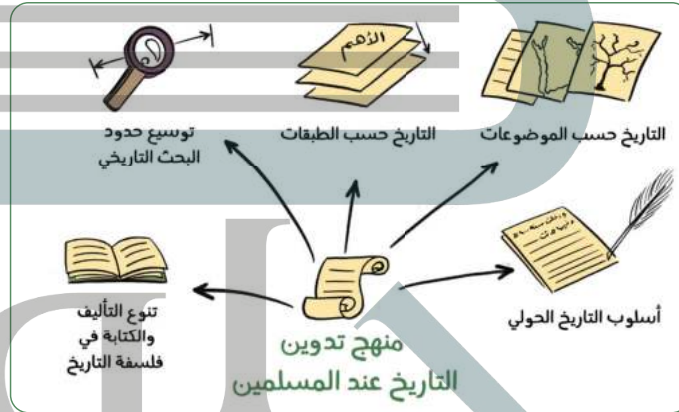 الأهم
توسيع حدود
البحث التاريخي
التاريخ حسب الطبقات
التاريخ حسب الموضوعات
تنوع التأليف
والكتابة في
فلسفة التاريخ
أسلوب التاريخ الحولي
منهج تدوين
التاريخ عند المسلمين